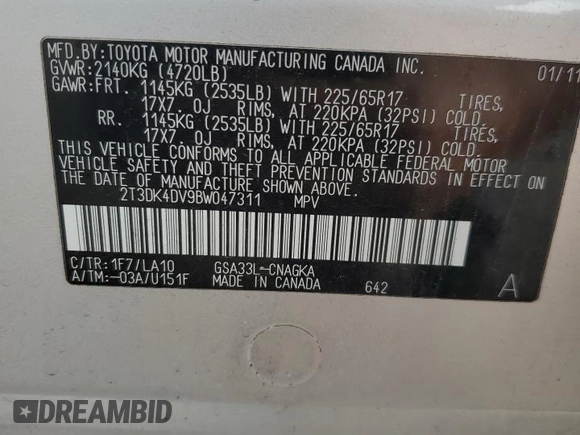 MFD.BY:TOYOTA MOTOR MANUFACTURING CANADA INC.
GVWR:2140KG (4720LB) 01/11
GAWR:FRT. 1145KG (2535LB) WITH 225/65R17 TIRES,
17X7.0J RIMS, AT 220KPA (32PSI) COLD.
RR. 1145KG (2535LB) WITH 225/65R17 TIRES,
17X7.0J RIMS, AT 220KPA (32PSI) COLD.
THIS VEHICLE CONFORMS TO ALL APPLICABLE FEDERAL MOTOR
VEHICLE SAFETY AND THEFT PREVENTION STANDARDS IN EFFECT ON
THE DATE OF MANUFACTURE SHOWN ABOVE.
2T3DK4DV9BW047311 MPV
C/TR:1F7/LA10 GSA33L-CNAGKA
A/TM:-03A/U151F MADE IN CANADA 642 A
DREAMBID